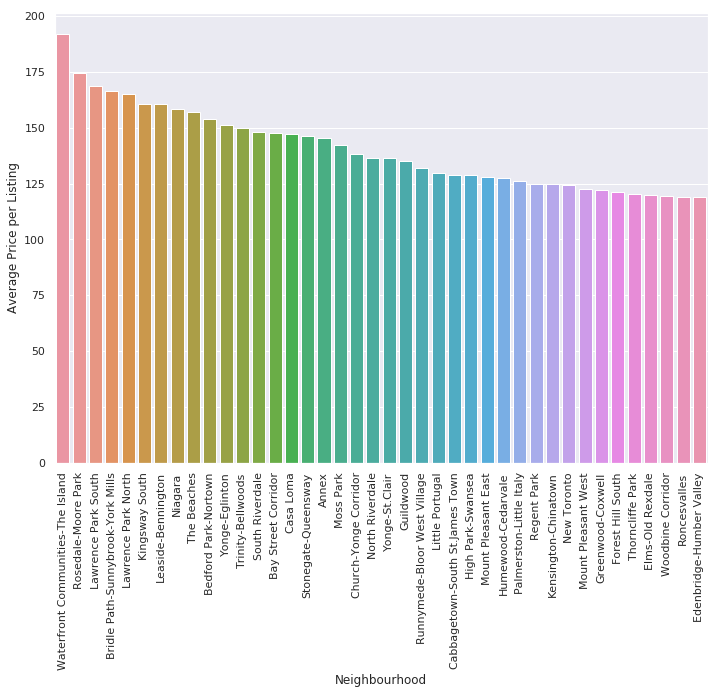 200
175
150
125
100
75
50
25
0
Average Price per Listing
Waterfront Communities-The Island
Rosedale-Moore Park
Lawrence Park South
Bridle Path-Sunnybrook-York Mills
Lawrence Park North
Kingsway South
Leaside-Bennington
Niagara
The Beaches
Bedford Park-Nortown
Yonge-Eglinton
Trinity-Bellwoods
South Riverdale
Bay Street Corridor
Casa Loma
Stonegate-Queensway
Annex
Moss Park
Church-Yonge Corridor
North Riverdale
Yonge-St.Clair
Guildwood
Runnymede-Bloor West Village
Little Portugal
Cabbagetown-South St.James Town
High Park-Swansea
Mount Pleasant East
Humewood-Cedarvale
Palmerston-Little Italy
Regent Park
Kensington-Chinatown
New Toronto
Mount Pleasant West
Greenwood-Coxwell
Forest Hill South
Thorncliffe Park
Elms-Old Rexdale
Woodbine Corridor
Roncesvalles
Edenbridge-Humber Valley
Neighbourhood